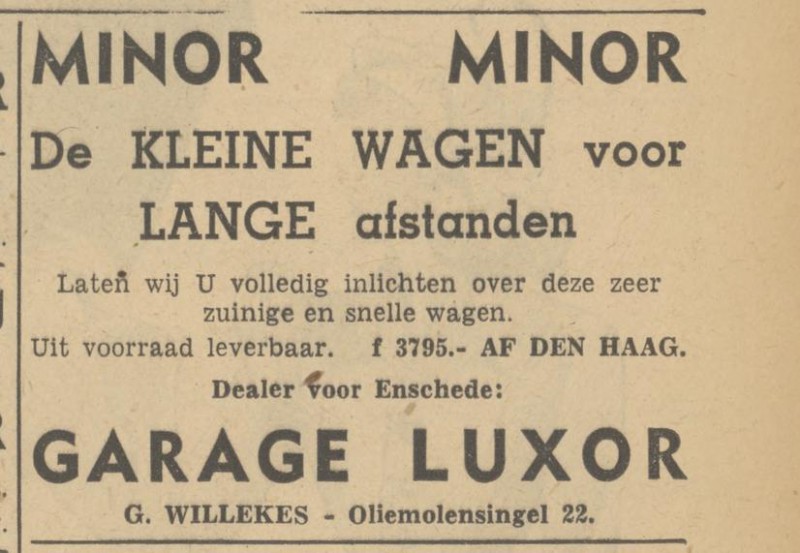 MINOR MINOR
De KLEINE WAGEN voor
LANGE afstanden
Laten wij U volledig inlichten over deze zeer
zuinige en snelle wagen.
Uit voorraad leverbaar. f 3795.- AF DEN HAAG.
Dealer voor Enschede:
GARAGE LUXOR
G. WILLEKES - Oliemolensingel 22.